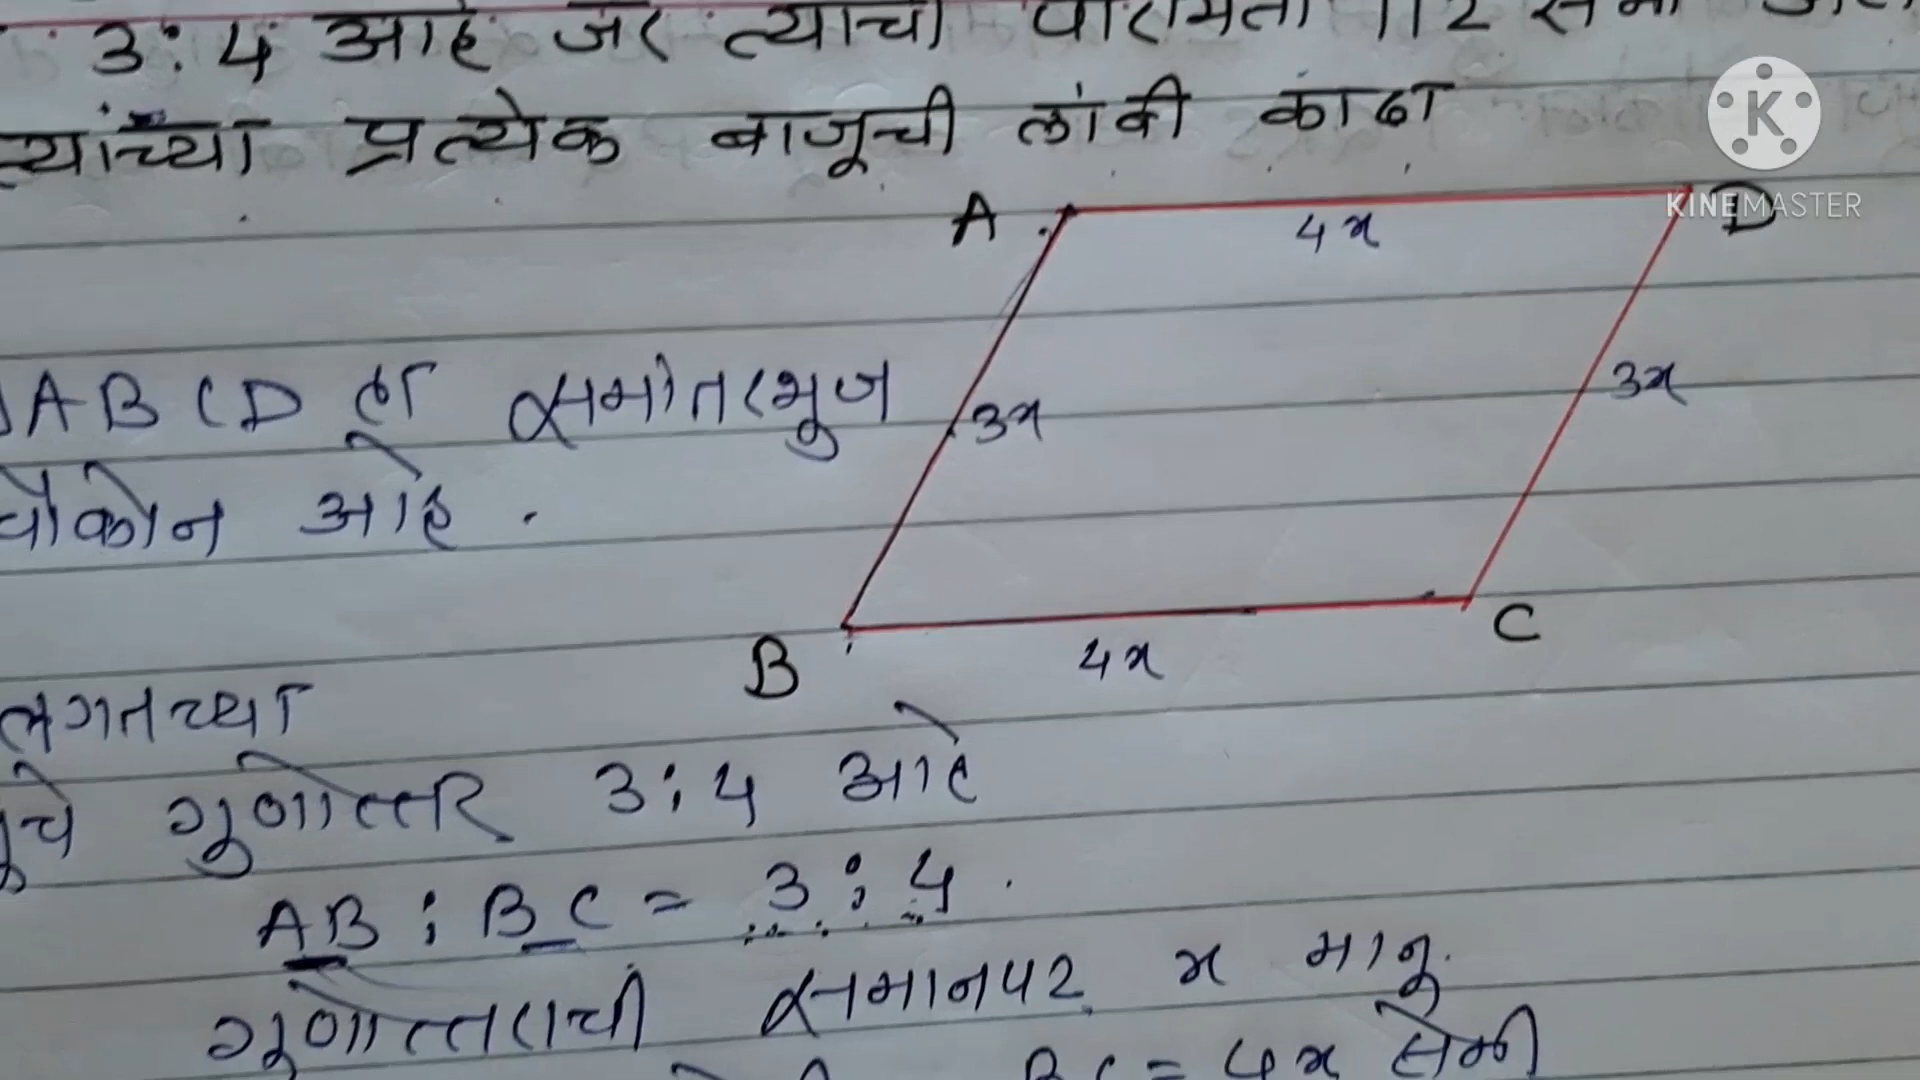 3:4 आहे जर त्याची परिमिती 112 सेमी
त्यांच्या प्रत्येक बाजूची लांबी काढा
KINEMASTER
A
D
4x
ABCD हा समांतरभुज
3x
3x
चौकोन आहे.
B
C
4x
लगतच्या
गुणोत्तर 3:4 आहे
AB : BC = 3 : 4.
गुणोत्तराची समानपट x मानू.
BC = 4x सेमी